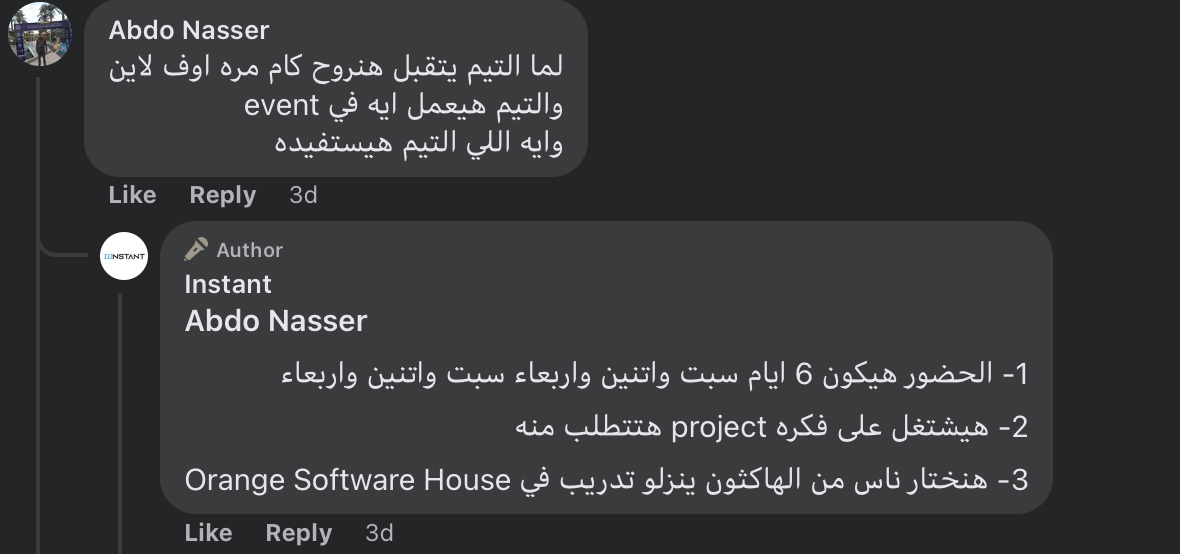 Abdo Nasser
لما التيم يتقبل هنروح كام مره اوف لاين
والتيم هيعمل ايه في event
وايه اللي التيم هيستفيده
Like Reply 3d
INSTANT
Author
Instant
Abdo Nasser
1- الحضور هيكون 6 ايام سبت واتنين واربعاء سبت واتنين واربعاء
2- هيشتغل على فكره project هتتطلب منه
3- هنختار ناس من الهاكثون ينزلو تدريب في Orange Software House
Like Reply 3d